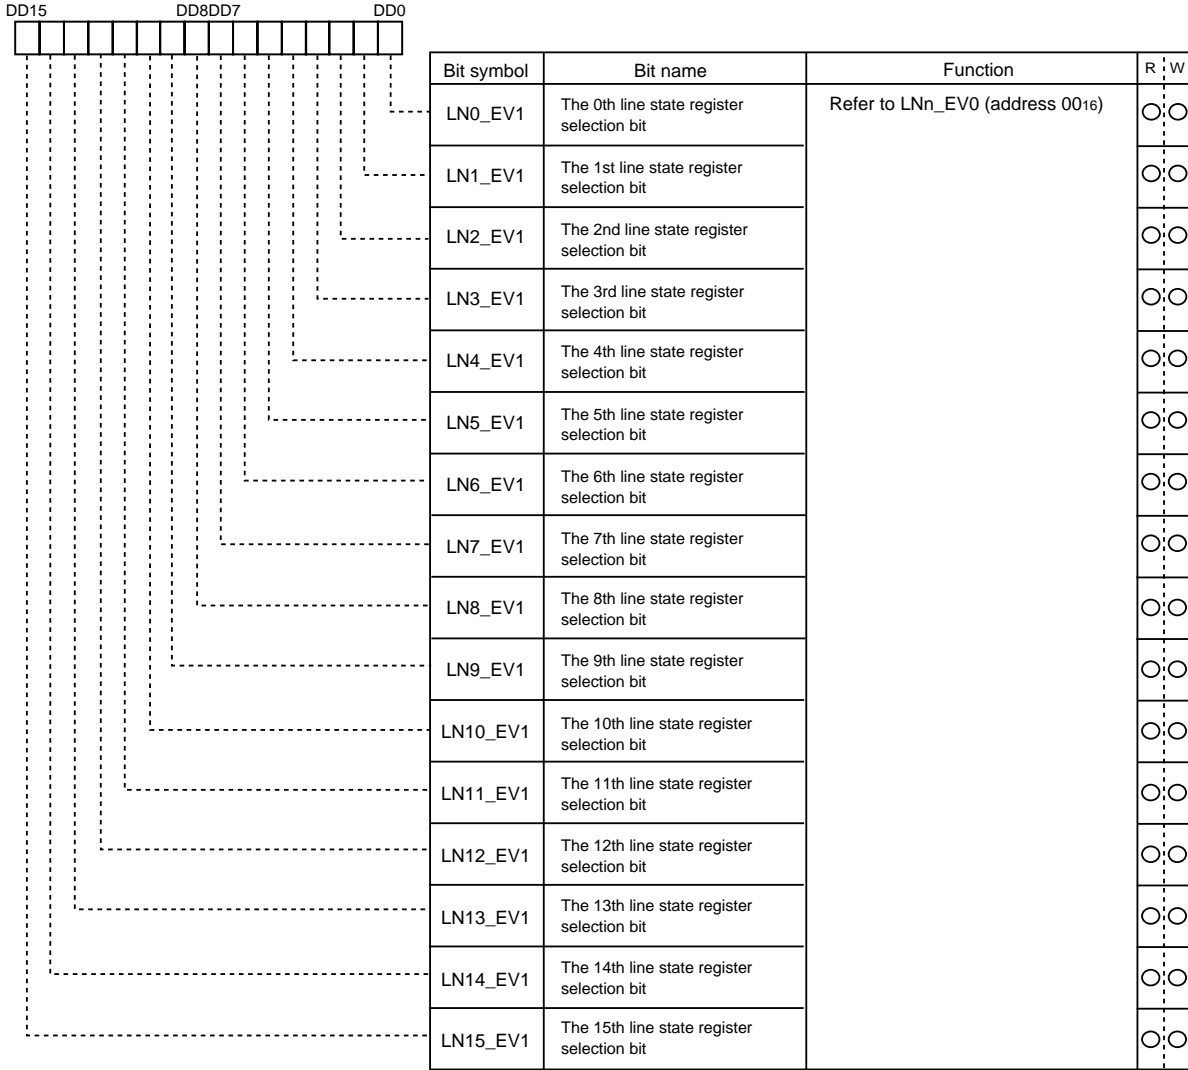 DD15 DD8DD7 DD0
Bit symbol Bit name Function R W
LN0_EV1 The 0th line state register
selection bit
Refer to LNn_EV0 (address 0016)
LN1_EV1 The 1st line state register
selection bit
LN2_EV1 The 2nd line state register
selection bit
LN3_EV1 The 3rd line state register
selection bit
LN4_EV1 The 4th line state register
selection bit
LN5_EV1 The 5th line state register
selection bit
LN6_EV1 The 6th line state register
selection bit
LN7_EV1 The 7th line state register
selection bit
LN8_EV1 The 8th line state register
selection bit
LN9_EV1 The 9th line state register
selection bit
LN10_EV1 The 10th line state register
selection bit
LN11_EV1 The 11th line state register
selection bit
LN12_EV1 The 12th line state register
selection bit
LN13_EV1 The 13th line state register
selection bit
LN14_EV1 The 14th line state register
selection bit
LN15_EV1 The 15th line state register
selection bit